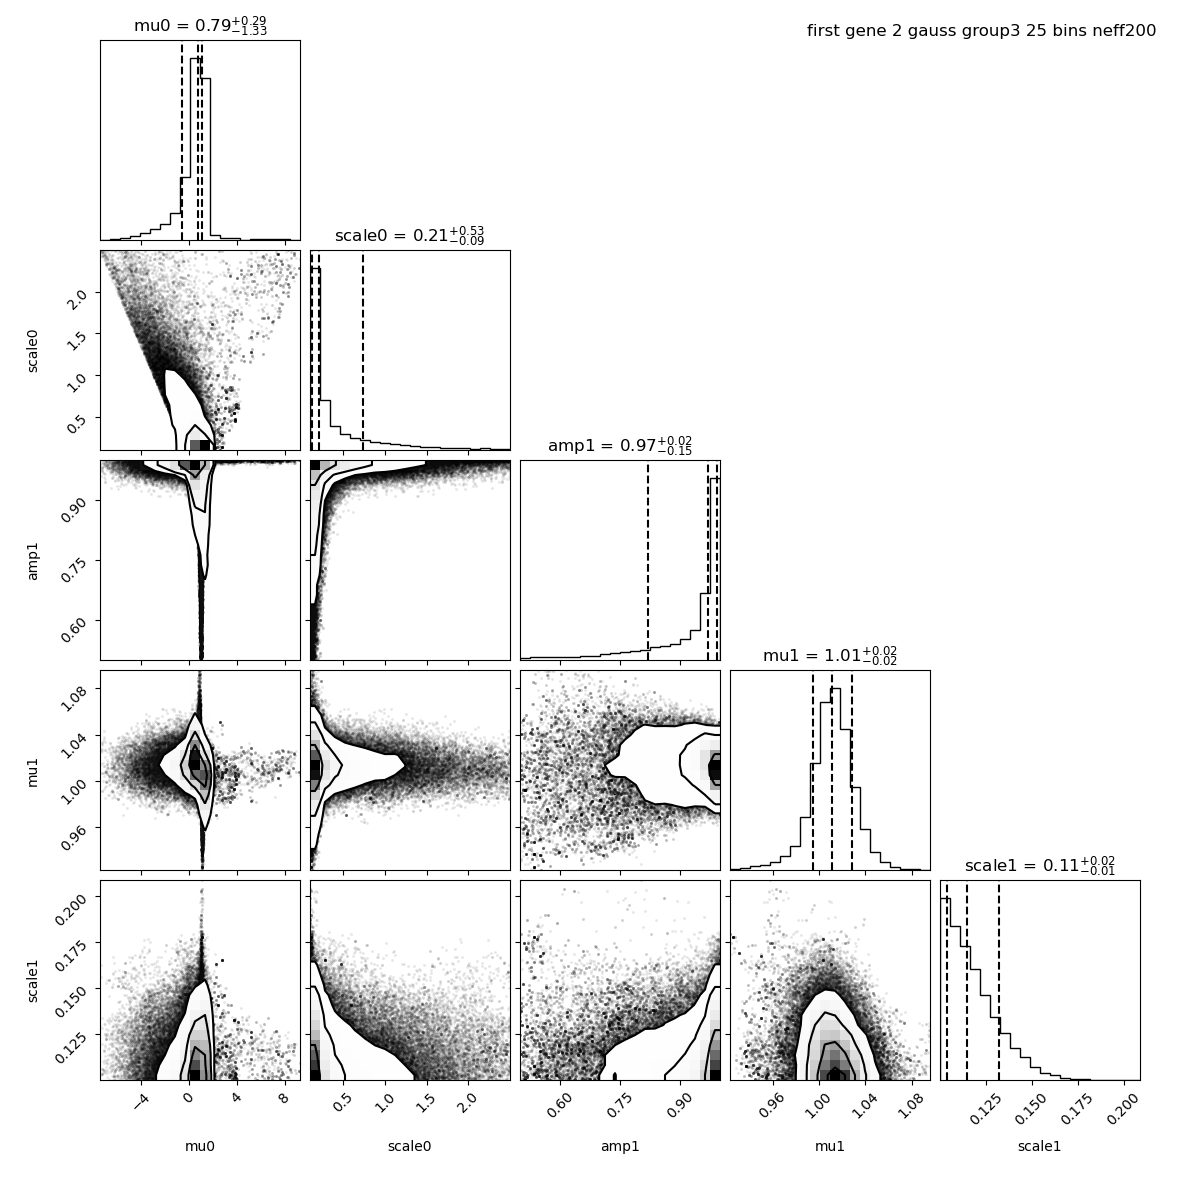 first gene 2 gauss group3 25 bins neff200
mu0 = 0.79 +0.29 −1.33
scale0 = 0.21 +0.53 −0.09
scale0
2.0
1.5
1.0
0.5
amp1 = 0.97 +0.02 −0.15
amp1
0.90
0.75
0.60
mu1 = 1.01 +0.02 −0.02
mu1
1.08
1.04
1.00
0.96
scale1 = 0.11 +0.02 −0.01
scale1
0.200
0.175
0.150
0.125
−4 0 4 8 0.5 1.0 1.5 2.0 0.60 0.75 0.90 0.96 1.00 1.04 1.08 0.125 0.150 0.175 0.200
mu0 scale0 amp1 mu1 scale1